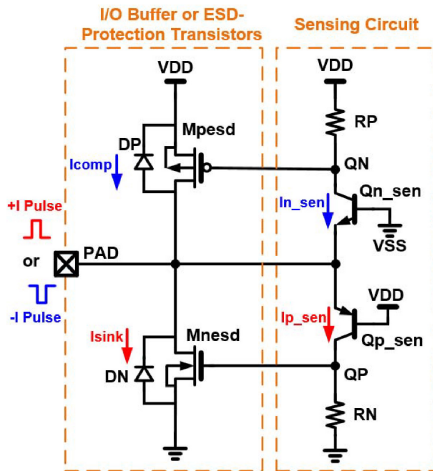 I/O Buffer or ESD-
Protection Transistors
Sensing Circuit
VDD
VDD
RP
DP
Mpesd
Icomp
QN
Qn_sen
In_sen
+I Pulse
VSS
or
PAD
-I Pulse
VDD
Isink
Mnesd
Ip_sen
Qp_sen
DN
QP
RN